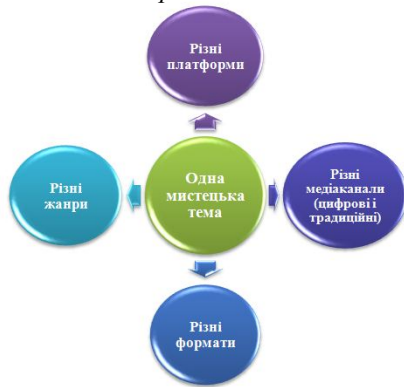 Різні
платформи
Різні
жанри
Одна
мистецька
тема
Різні
медіаканали
(цифрові і
традиційні)
Різні
формати